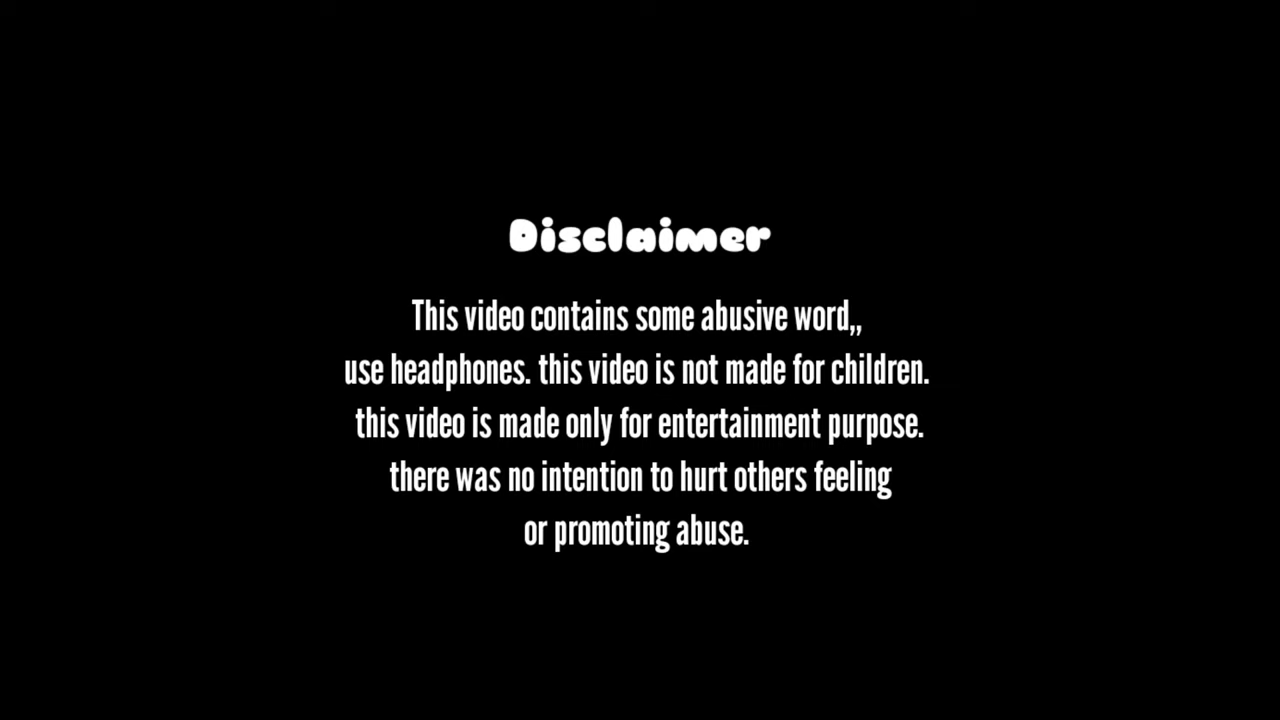 Disclaimer
This video contains some abusive word,,
use headphones. this video is not made for children.
this video is made only for entertainment purpose.
there was no intention to hurt others feeling
or promoting abuse.